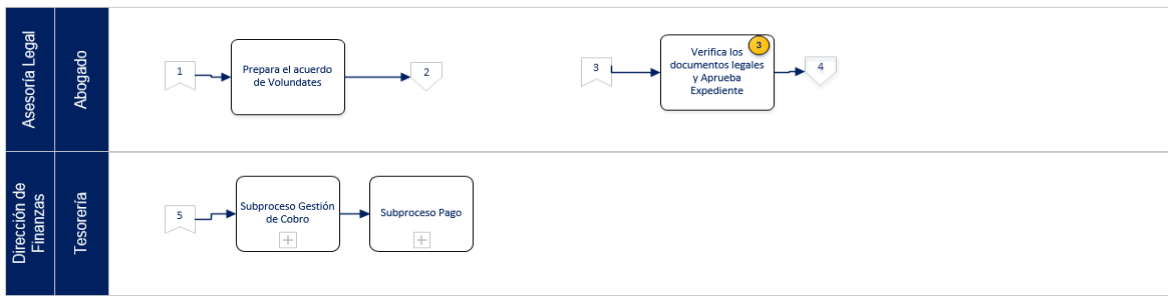 Asesoría Legal
Abogado
1
Prepara el acuerdo
de Volundates
2
3
3
Verifica los
documentos legales
y Aprueba
Expediente
4
Dirección de
Finanzas
Tesorería
5
Subproceso Gestión
de Cobro
Subproceso Pago